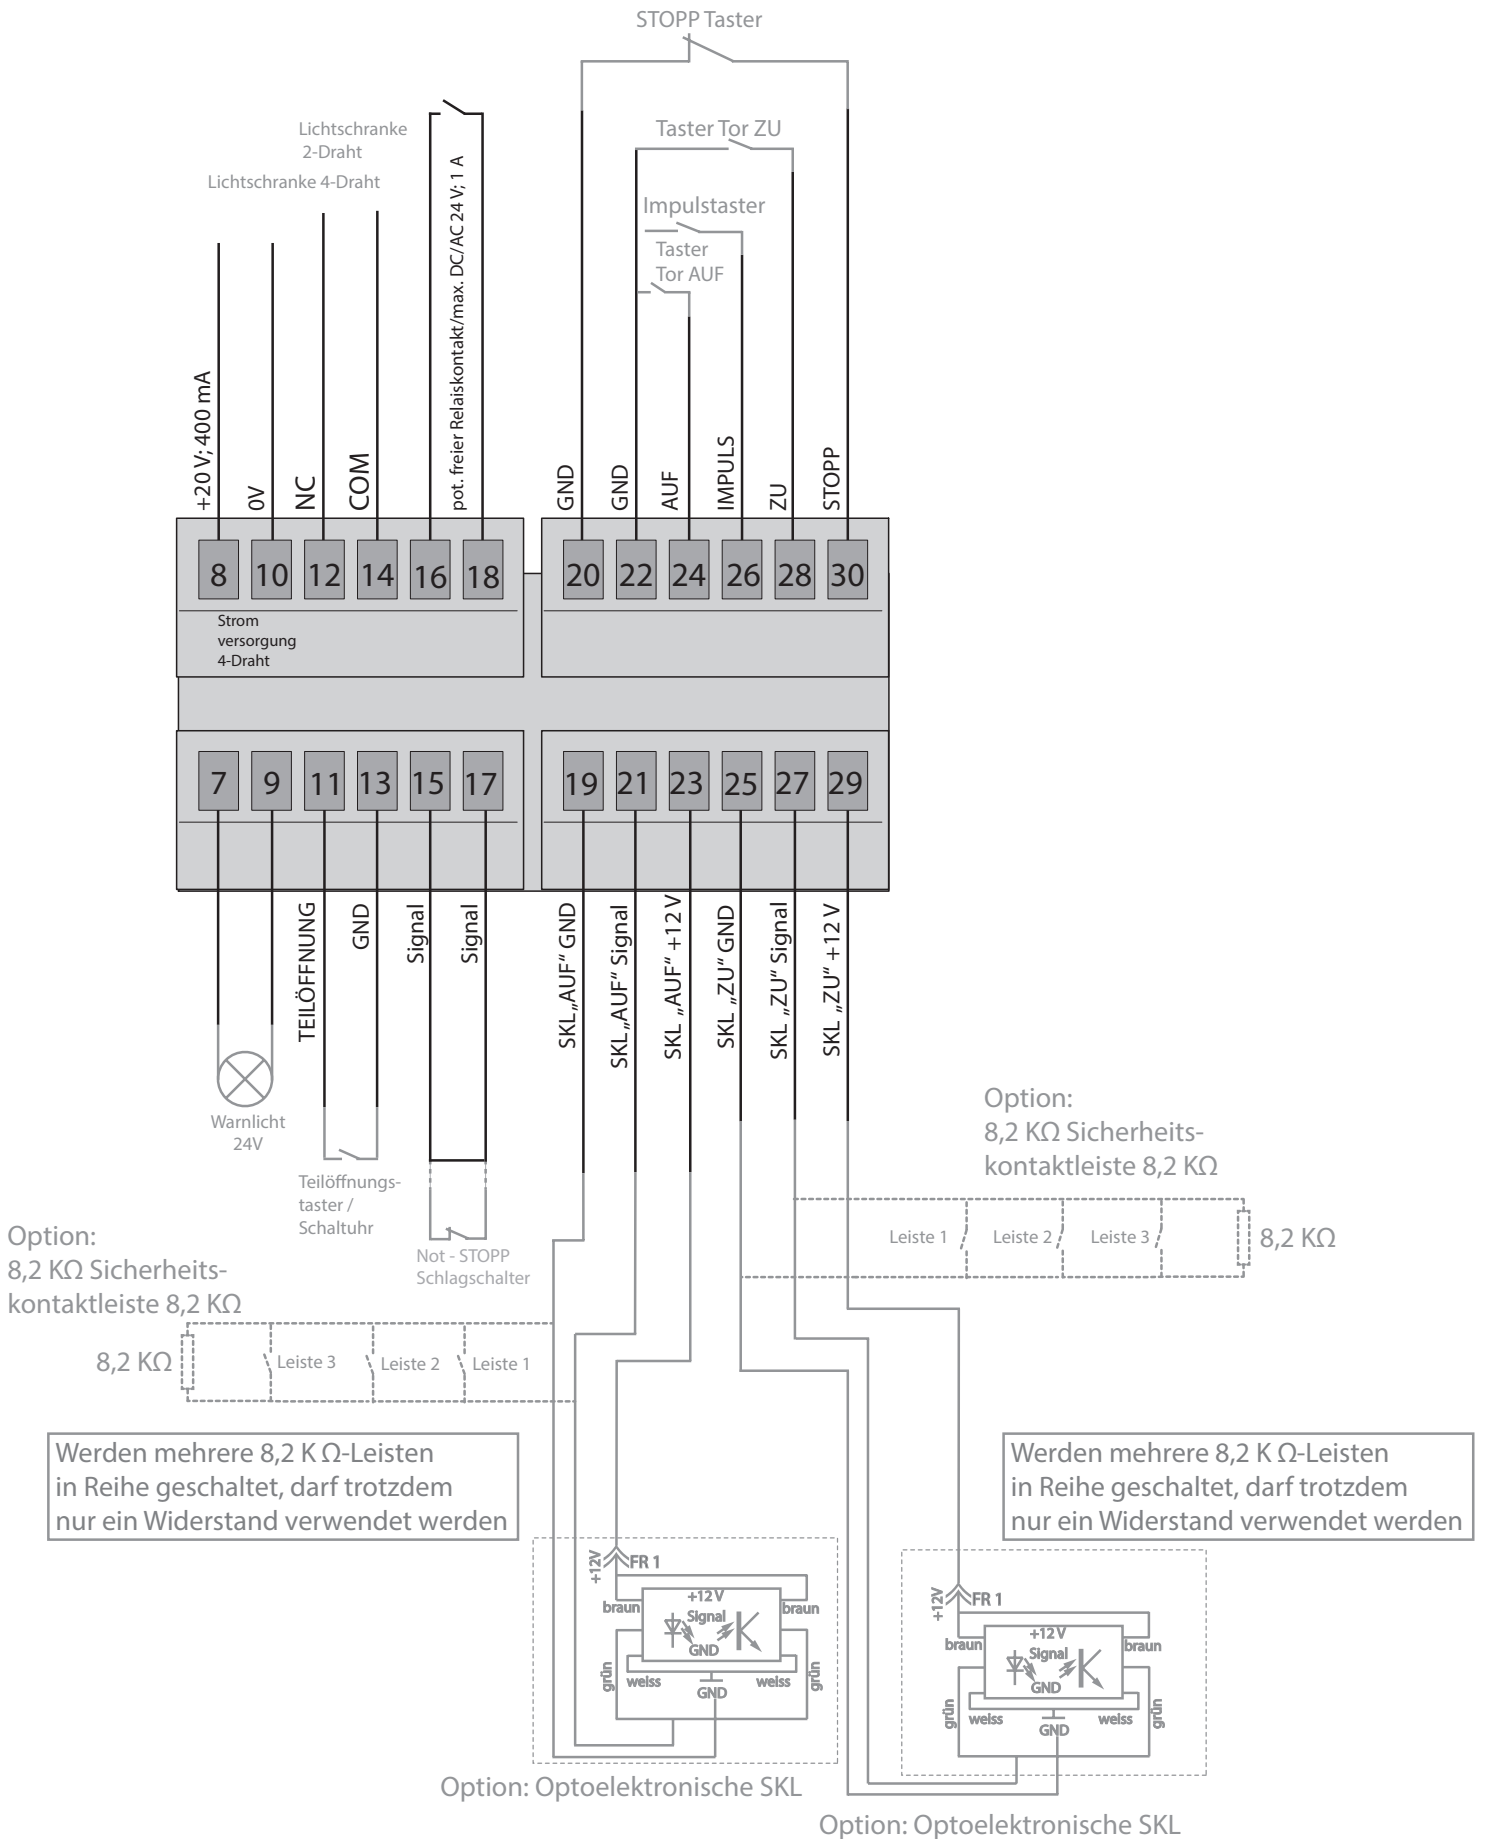 STOPP Taster
Lichtschranke
2-Draht
Lichtschranke 4-Draht
Taster Tor ZU
Impulstaster
Taster
Tor AUF
+20 V; 400 mA
0V
NC
COM
pot. freier Relaiskontakt/max. DC/AC 24 V; 1 A
GND
GND
AUF
IMPULS
ZU
STOPP
8 10 12 14 16 18 20 22 24 26 28 30
Strom
versorgung
4-Draht
7 9 11 13 15 17 19 21 23 25 27 29
TEILÖFFNUNG
GND
Signal
Signal
SKL „AUF“ GND
SKL „AUF“ Signal
SKL „AUF“ +12 V
SKL „ZU“ GND
SKL „ZU“ Signal
SKL „ZU“ +12 V
Warnlicht
24V
Teilöffnungs-
taster /
Schaltuhr
Not - STOPP
Schlagschalter
Option:
8,2 KΩ Sicherheits-
kontaktleiste 8,2 KΩ
Leiste 1 Leiste 2 Leiste 3 8,2 KΩ
Option:
8,2 KΩ Sicherheits-
kontaktleiste 8,2 KΩ
8,2 KΩ Leiste 3 Leiste 2 Leiste 1
Werden mehrere 8,2 K Ω-Leisten
in Reihe geschaltet, darf trotzdem
nur ein Widerstand verwendet werden
Werden mehrere 8,2 K Ω-Leisten
in Reihe geschaltet, darf trotzdem
nur ein Widerstand verwendet werden
+12V
FR 1
braun
+12 V
braun
Signal
GND
grün
weiss
GND
weiss
grün
Option: Optoelektronische SKL
+12V
FR 1
braun
+12 V
braun
Signal
GND
grün
weiss
GND
weiss
grün
Option: Optoelektronische SKL